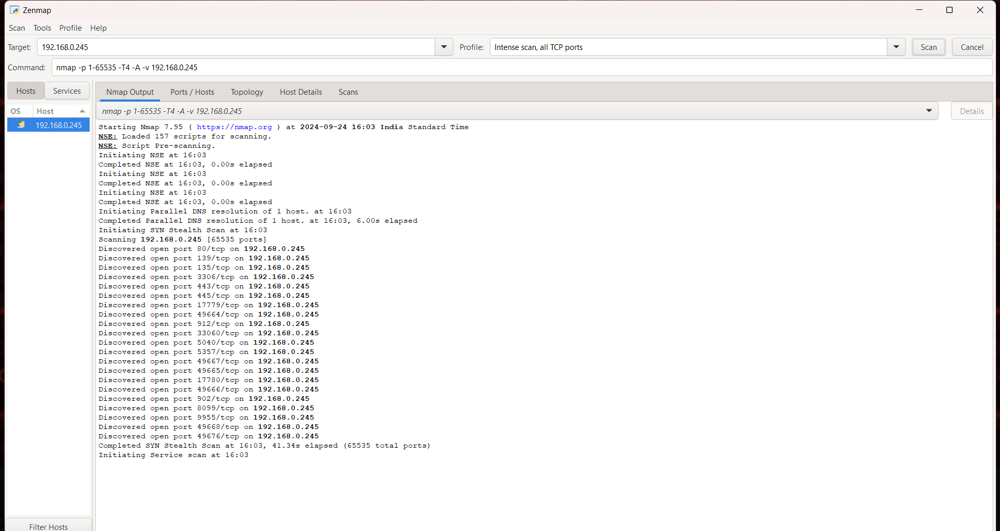 Zenmap
Scan Tools Profile Help
Target: 192.168.0.245 Profile: Intense scan, all TCP ports Scan Cancel
Command: nmap -p 1-65535 -T4 -A -v 192.168.0.245
Hosts Services
Nmap Output Ports / Hosts Topology Host Details Scans
OS Host
192.168.0.245
nmap -p 1-65535 -T4 -A -v 192.168.0.245 Details
Starting Nmap 7.95 ( https://nmap.org ) at 2024-09-24 16:03 India Standard Time
NSE: Loaded 157 scripts for scanning.
NSE: Script Pre-scanning.
Initiating NSE at 16:03
Completed NSE at 16:03, 0.00s elapsed
Initiating NSE at 16:03
Completed NSE at 16:03, 0.00s elapsed
Initiating NSE at 16:03
Completed NSE at 16:03, 0.00s elapsed
Initiating Parallel DNS resolution of 1 host. at 16:03
Completed Parallel DNS resolution of 1 host. at 16:03, 6.00s elapsed
Initiating SYN Stealth Scan at 16:03
Scanning 192.168.0.245 [65535 ports]
Discovered open port 80/tcp on 192.168.0.245
Discovered open port 139/tcp on 192.168.0.245
Discovered open port 135/tcp on 192.168.0.245
Discovered open port 3306/tcp on 192.168.0.245
Discovered open port 443/tcp on 192.168.0.245
Discovered open port 445/tcp on 192.168.0.245
Discovered open port 17779/tcp on 192.168.0.245
Discovered open port 49664/tcp on 192.168.0.245
Discovered open port 912/tcp on 192.168.0.245
Discovered open port 33060/tcp on 192.168.0.245
Discovered open port 5040/tcp on 192.168.0.245
Discovered open port 5357/tcp on 192.168.0.245
Discovered open port 49667/tcp on 192.168.0.245
Discovered open port 49665/tcp on 192.168.0.245
Discovered open port 17780/tcp on 192.168.0.245
Discovered open port 49666/tcp on 192.168.0.245
Discovered open port 902/tcp on 192.168.0.245
Discovered open port 8099/tcp on 192.168.0.245
Discovered open port 9955/tcp on 192.168.0.245
Discovered open port 49668/tcp on 192.168.0.245
Discovered open port 49676/tcp on 192.168.0.245
Completed SYN Stealth Scan at 16:03, 41.34s elapsed (65535 total ports)
Initiating Service scan at 16:03
Filter Hosts